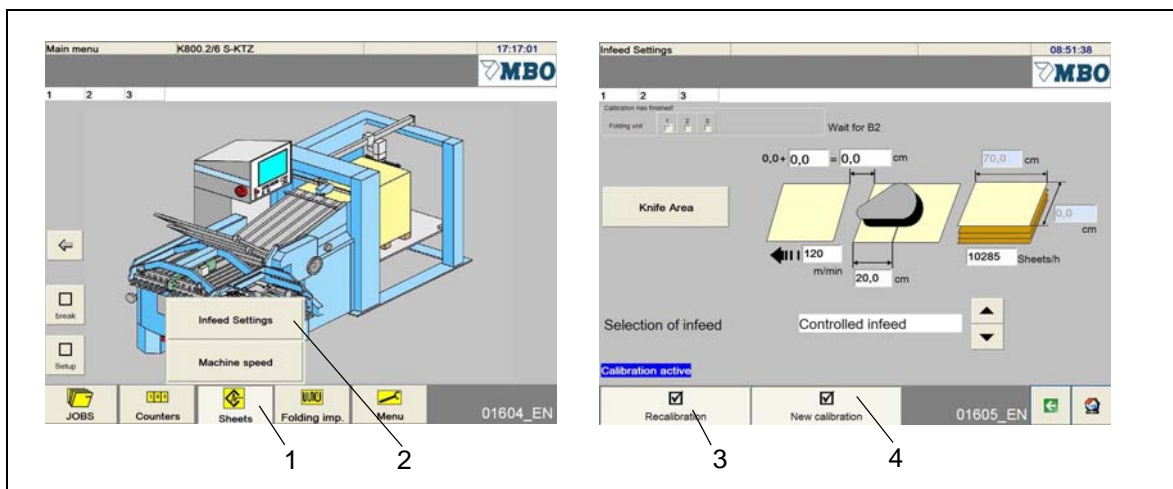 Main menu K800.2/6 S-KTZ 17:17:01
MBO
1 2 3
break
Setup
Infeed Settings
Machine speed
JOBS Counters Sheets Folding imp. Menu 01604_EN
1 2
Infeed Settings 08:51:38
MBO
1 2 3
Calibration has finished!
Folding unit 1 2 3 Wait for B2
0,0+ 0,0 = 0,0 cm 70,0 cm
Knife Area
0,0
cm
120 10285 Sheets/h
m/min 20,0 cm
Selection of infeed Controlled infeed
Calibration active
Recalibration New calibration 01605_EN
3 4